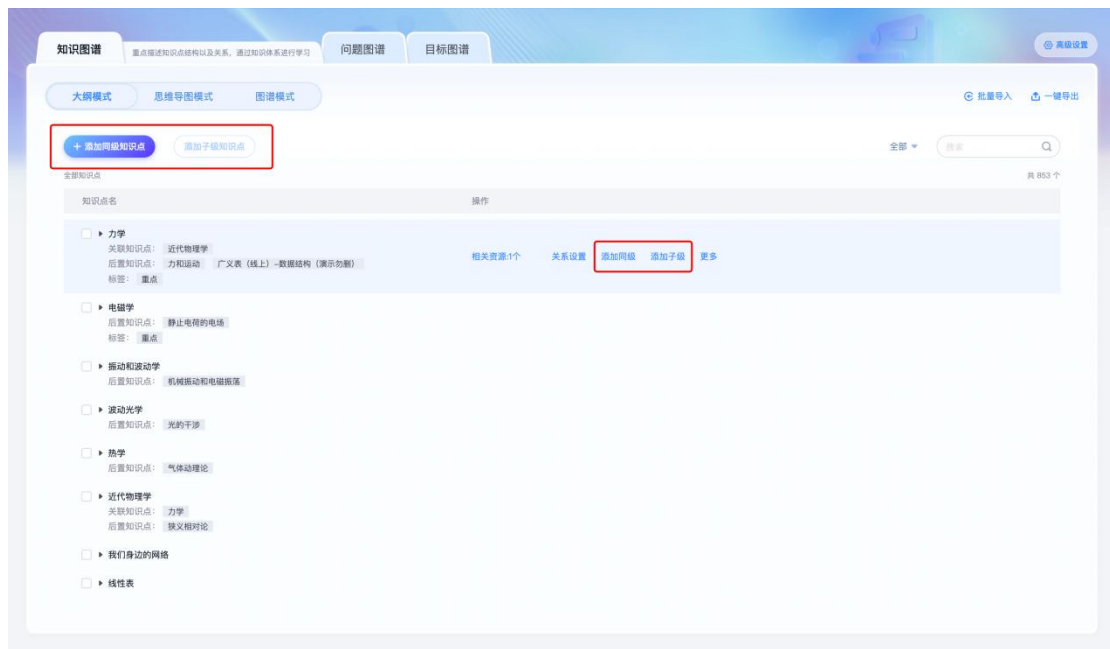 知识图谱 重点描述知识点结构以及关系，通过知识体系进行学习 问题图谱 目标图谱
高级设置
大纲模式 思维导图模式 图谱模式 批量导入 一键导出
+ 添加同级知识点 添加子级知识点 全部 搜索
全部知识点 共 853 个
知识点名 操作
力学
关联知识点： 近代物理学
后置知识点： 力和运动 广义表（线上）-数据结构（演示勿删）
标签： 重点
相关资源:1个 关系设置 添加同级 添加子级 更多
电磁学
后置知识点： 静止电荷的电场
标签： 重点
振动和波动学
后置知识点： 机械振动和电磁振荡
波动光学
后置知识点： 光的干涉
热学
后置知识点： 气体动理论
近代物理学
关联知识点： 力学
后置知识点： 狭义相对论
我们身边的网络
线性表